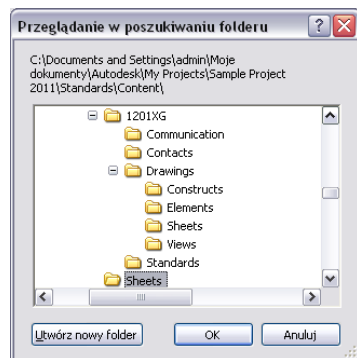 Przeglądanie w poszukiwaniu folderu
C:\Documents and Settings\admin\Moje
dokumenty\Autodesk\My Projects\Sample Project
2011\Standards\Content\
1201XG
Communication
Contacts
Drawings
Constructs
Elements
Sheets
Views
Standards
Sheets
Utwórz nowy folder
OK
Anuluj